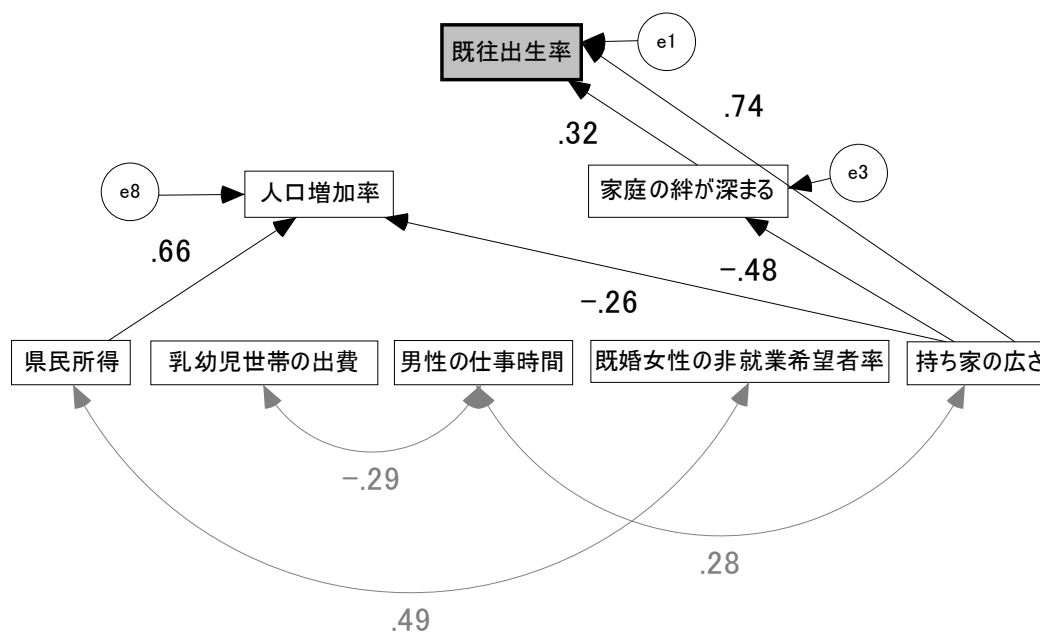 既往出生率
e1
.74
.32
e8
人口増加率
家庭の絆が深まる
e3
.66
-.48
-.26
県民所得
乳幼児世帯の出費
男性の仕事時間
既婚女性の非就業希望者率
持ち家の広さ
-.29
.28
.49